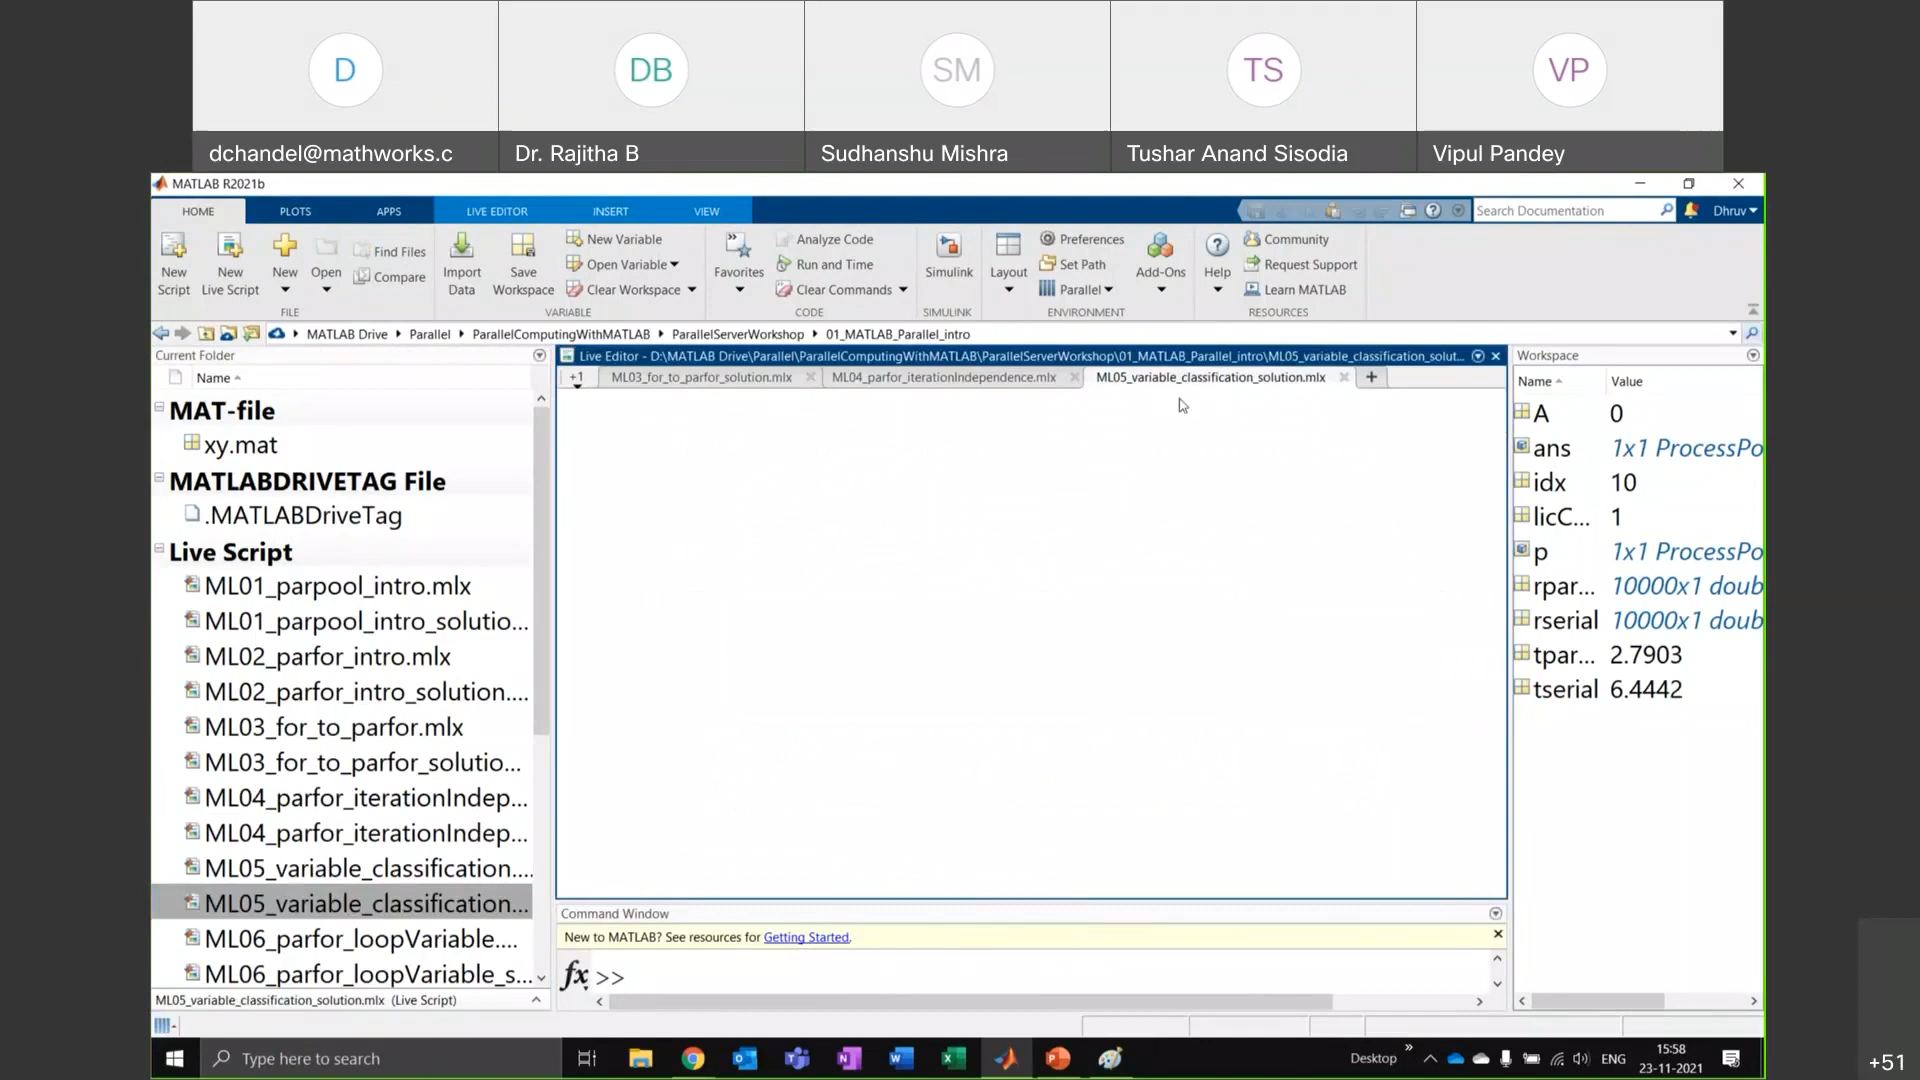 D
DB
SM
TS
VP
dchandel@mathworks.c
Dr. Rajitha B
Sudhanshu Mishra
Tushar Anand Sisodia
Vipul Pandey
MATLAB R2021b
HOME
PLOTS
APPS
LIVE EDITOR
INSERT
VIEW
Search Documentation
Dhruv
New Script
New Live Script
New
Open
Find Files
Compare
FILE
Import Data
Save Workspace
New Variable
Open Variable
Clear Workspace
VARIABLE
Favorites
Analyze Code
Run and Time
Clear Commands
CODE
Simulink
SIMULINK
Layout
Preferences
Set Path
Parallel
Add-Ons
ENVIRONMENT
Help
Community
Request Support
Learn MATLAB
RESOURCES
MATLAB Drive
Parallel
ParallelComputingWithMATLAB
ParallelServerWorkshop
01_MATLAB_Parallel_intro
Current Folder
Name
MAT-file
xy.mat
MATLABDRIVETAG File
.MATLABDriveTag
Live Script
ML01_parpool_intro.mlx
ML01_parpool_intro_solutio...
ML02_parfor_intro.mlx
ML02_parfor_intro_solution....
ML03_for_to_parfor.mlx
ML03_for_to_parfor_solutio...
ML04_parfor_iterationIndep...
ML04_parfor_iterationIndep...
ML05_variable_classification....
ML05_variable_classification...
ML06_parfor_loopVariable....
ML06_parfor_loopVariable_s...
ML05_variable_classification_solution.mlx (Live Script)
Live Editor - D:\MATLAB Drive\Parallel\ParallelComputingWithMATLAB\ParallelServerWorkshop\01_MATLAB_Parallel_intro\ML05_variable_classification_solut...
+1
ML03_for_to_parfor_solution.mlx
ML04_parfor_iterationIndependence.mlx
ML05_variable_classification_solution.mlx
Command Window
New to MATLAB? See resources for Getting Started.
fx >>
Workspace
Name Value
A 0
ans 1x1 ProcessPo
idx 10
licC... 1
p 1x1 ProcessPo
rpar... 10000x1 doub
rserial 10000x1 doub
tpar... 2.7903
tserial 6.4442
Type here to search
Desktop
ENG
15:58
23-11-2021
+51